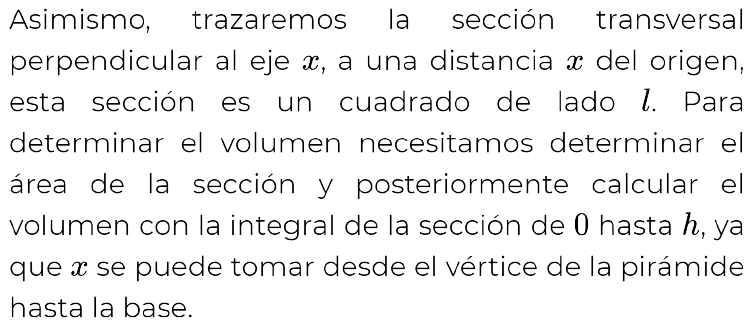 Asimismo, trazaremos la sección transversal
perpendicular al eje x, a una distancia x del origen,
esta sección es un cuadrado de lado l. Para
determinar el volumen necesitamos determinar el
área de la sección y posteriormente calcular el
volumen con la integral de la sección de 0 hasta h, ya
que x se puede tomar desde el vértice de la pirámide
hasta la base.